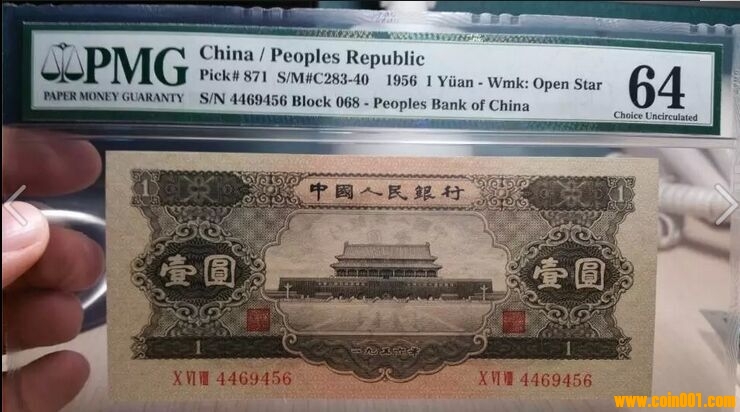 PMG
PAPER MONEY GUARANTY
China / Peoples Republic
Pick# 871 S/M#C283-40 1956 1 Yüan - Wmk: Open Star
S/N 4469456 Block 068 - Peoples Bank of China
64
Choice Uncirculated
1 中國人民銀行 1
壹圓 壹圓
1 一九五六年 1
X VI VIII 4469456 X VI VIII 4469456
www.coin001.com